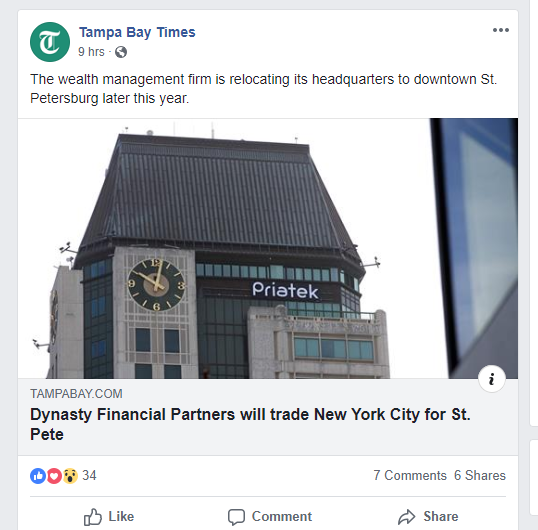 Tampa Bay Times
9 hrs ·
The wealth management firm is relocating its headquarters to downtown St.
Petersburg later this year.
12
9
3
6
Priatek
i
TAMPABAY.COM
Dynasty Financial Partners will trade New York City for St.
Pete
34
7 Comments 6 Shares
Like
Comment
Share